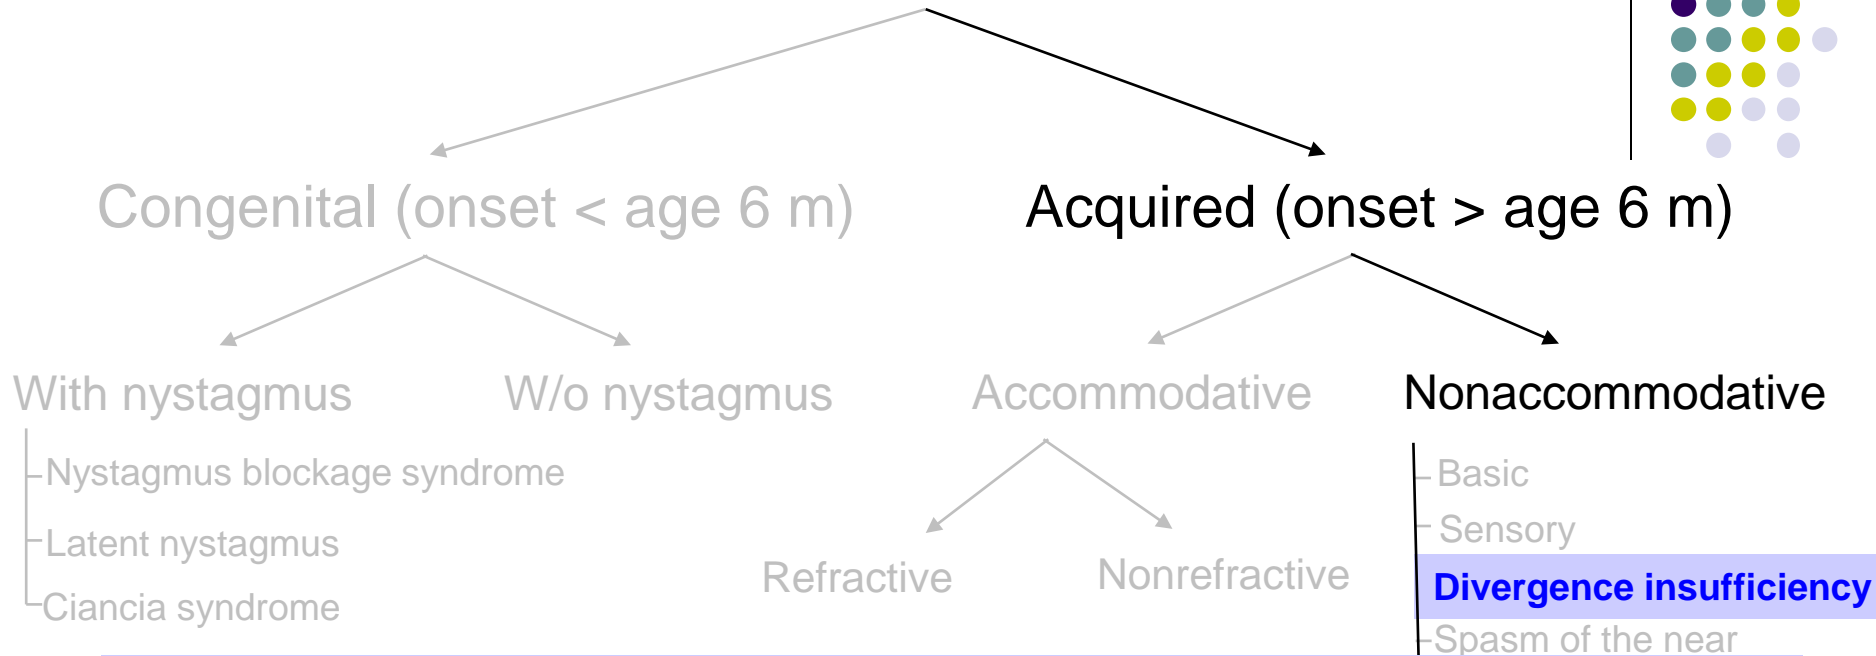 Congenital (onset < age 6 m)
Acquired (onset > age 6 m)
With nystagmus
W/o nystagmus
Accommodative
Nonaccommodative
Nystagmus blockage syndrome
Latent nystagmus
Ciancia syndrome
Refractive
Nonrefractive
Basic
Sensory
Divergence insufficiency
Spasm of the near